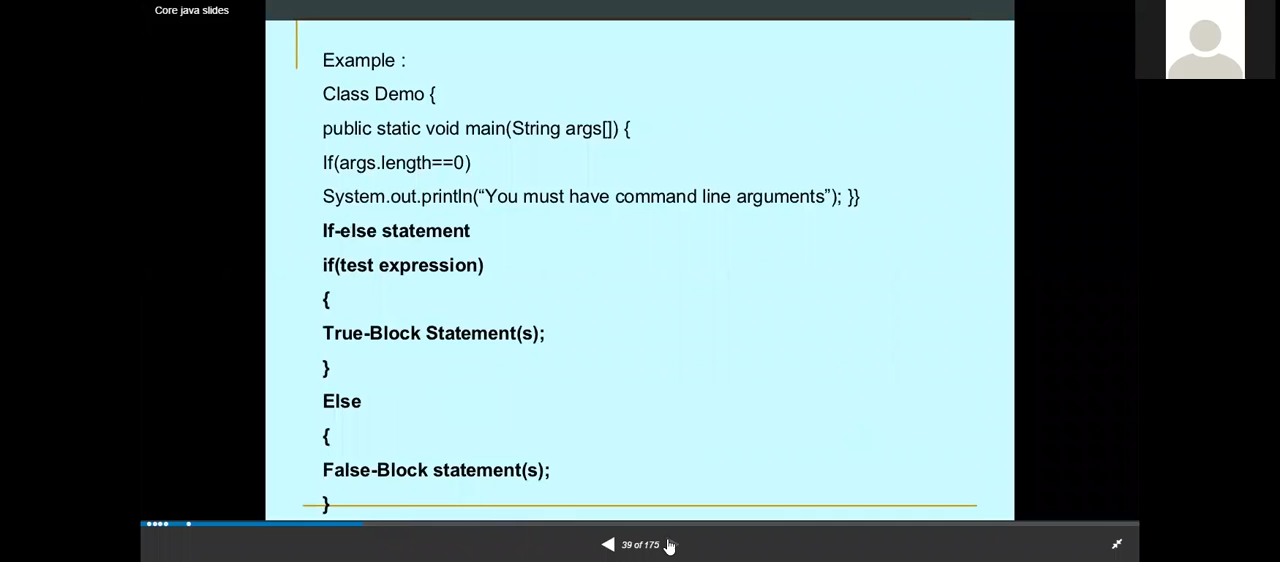 Core java slides
Example :
Class Demo {
public static void main(String args[]) {
If(args.length==0)
System.out.println(“You must have command line arguments”); }}
If-else statement
if(test expression)
{
True-Block Statement(s);
}
Else
{
False-Block statement(s);
}
39 of 175